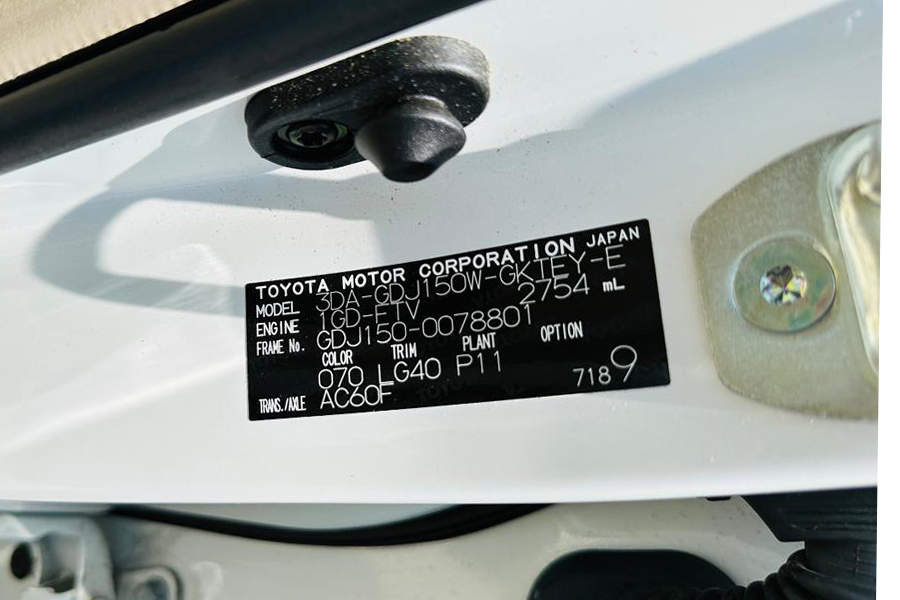 TOYOTA MOTOR CORPORATION JAPAN
MODEL 3DA-GDJ150W-GKTEY-E
ENGINE 1GD-FTV 2754 mL
FRAME No. GDJ150-0078801
COLOR TRIM PLANT OPTION
070 LG40 P11
TRANS./AXLE AC60F 7189